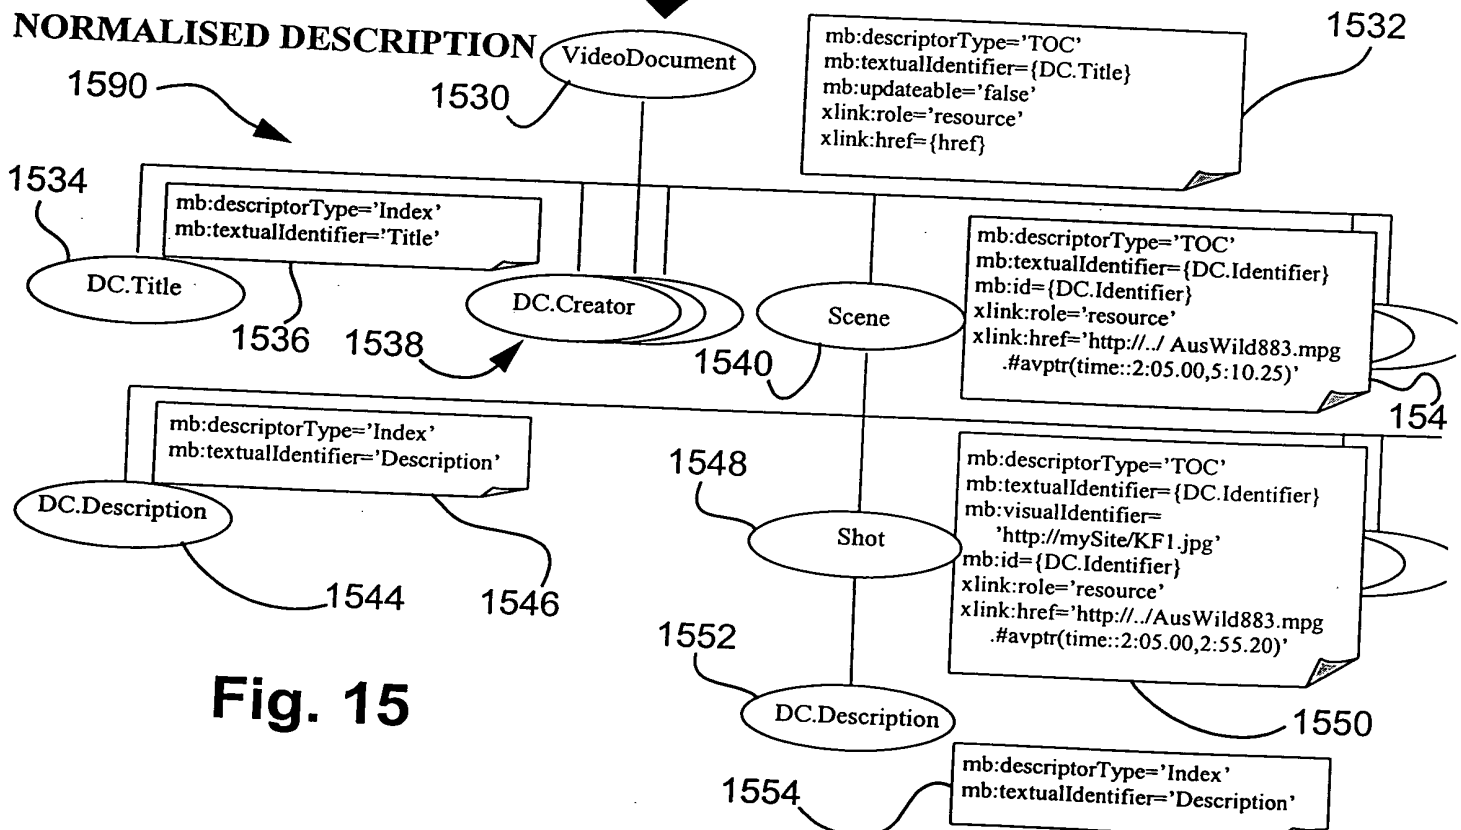 NORMALISED DESCRIPTION
1590
1530
VideoDocument
mb:descriptorType='TOC'
mb:textualIdentifier={DC.Title}
mb:updateable='false'
xlink:role='resource'
xlink:href={href}
1532
1534
mb:descriptorType='Index'
mb:textualIdentifier='Title'
DC.Title
1536
1538
DC.Creator
Scene
1540
mb:descriptorType='TOC'
mb:textualIdentifier={DC.Identifier}
mb:id={DC.Identifier}
xlink:role='resource'
xlink:href='http://../ AusWild883.mpg
.#avptr(time::2:05.00,5:10.25)'
154
mb:descriptorType='Index'
mb:textualIdentifier='Description'
DC.Description
1544
1546
1548
Shot
mb:descriptorType='TOC'
mb:textualIdentifier={DC.Identifier}
mb:visualIdentifier=
'http://mySite/KF1.jpg'
mb:id={DC.Identifier}
xlink:role='resource'
xlink:href='http://../AusWild883.mpg
.#avptr(time::2:05.00,2:55.20)'
1550
1552
DC.Description
1554
mb:descriptorType='Index'
mb:textualIdentifier='Description'
Fig. 15